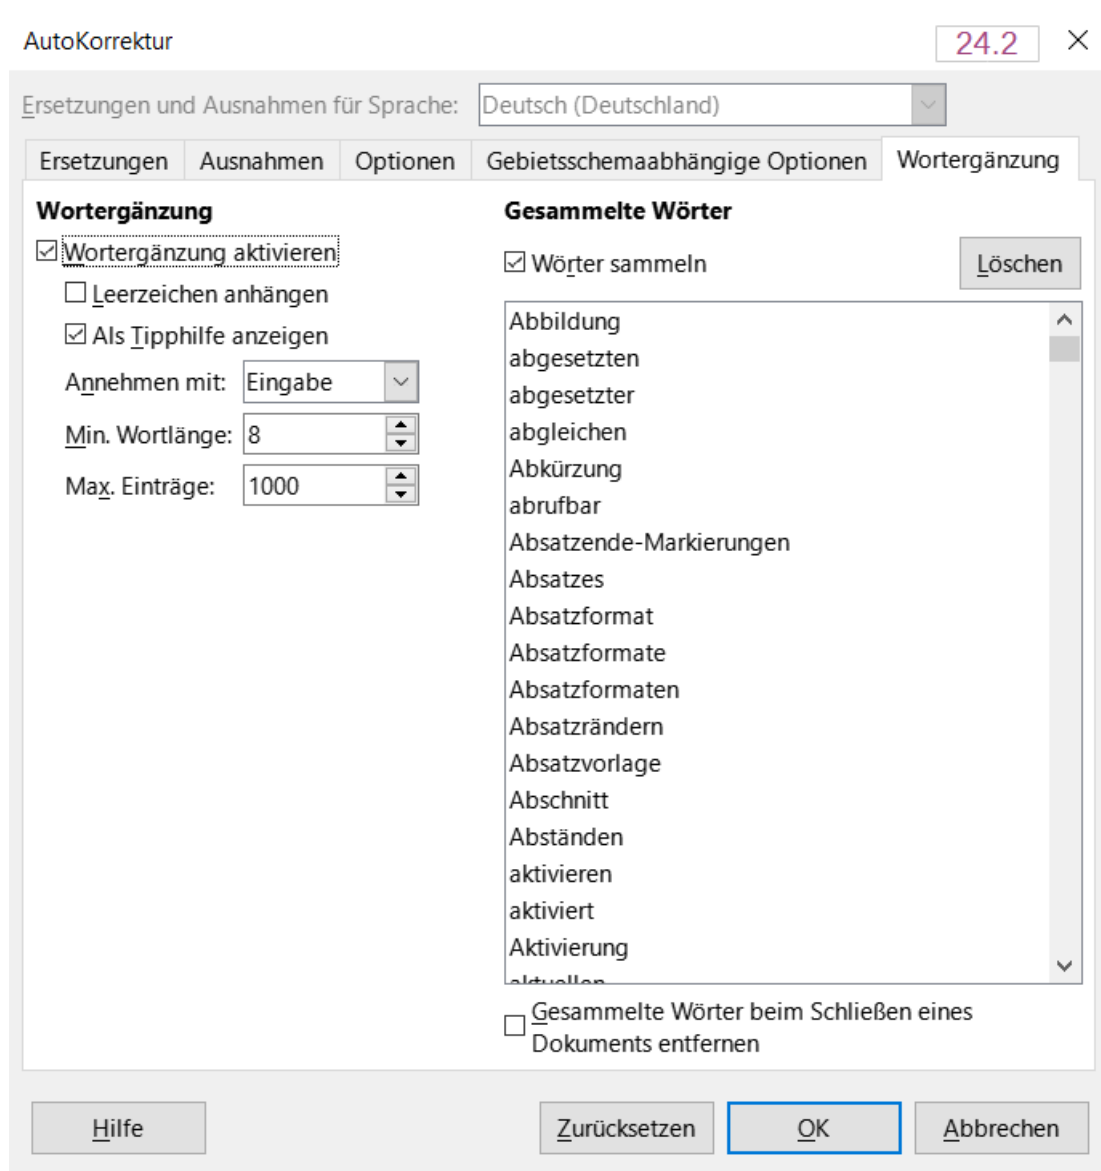 AutoKorrektur
24.2
Ersetzungen und Ausnahmen für Sprache: Deutsch (Deutschland)
Ersetzungen Ausnahmen Optionen Gebietsschemaabhängige Optionen Wortergänzung
Wortergänzung
Wortergänzung aktivieren
Leerzeichen anhängen
Als Tipphilfe anzeigen
Annehmen mit: Eingabe
Min. Wortlänge: 8
Max. Einträge: 1000
Gesammelte Wörter
Wörter sammeln
Löschen
Abbildung
abgesetzten
abgesetzter
abgleichen
Abkürzung
abrufbar
Absatzende-Markierungen
Absatzes
Absatzformat
Absatzformate
Absatzformaten
Absatzrändern
Absatzvorlage
Abschnitt
Abständen
aktivieren
aktiviert
Aktivierung
aktuellen
Gesammelte Wörter beim Schließen eines
Dokuments entfernen
Hilfe Zurücksetzen OK Abbrechen